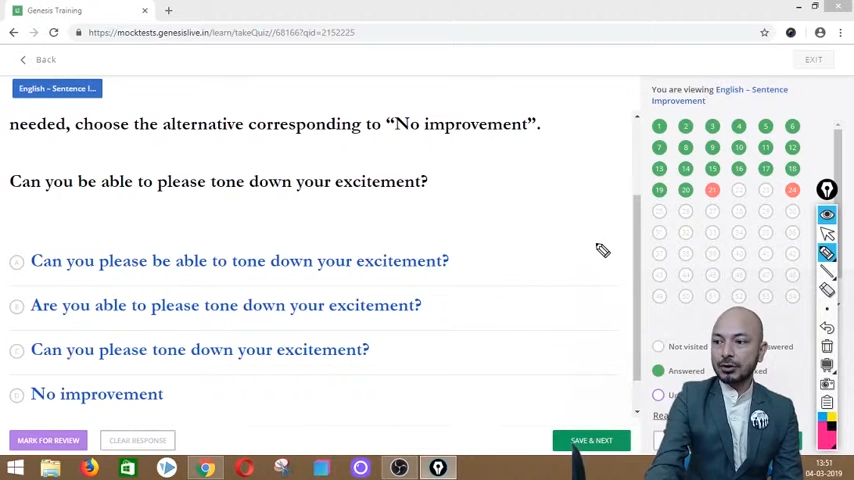 Genesis Training
https://mocktests.genesislive.in/learn/takeQuiz//68166?qid=2152225
Back
EXIT
English – Sentence I...
You are viewing English – Sentence
Improvement
needed, choose the alternative corresponding to “No improvement”.
Can you be able to please tone down your excitement?
A Can you please be able to tone down your excitement?
B Are you able to please tone down your excitement?
C Can you please tone down your excitement?
D No improvement
1 2 3 4 5 6
7 8 9 10 11 12
13 14 15 16 17 18
19 20 21 22 23 24
Not visited
Answered
MARK FOR REVIEW
CLEAR RESPONSE
SAVE & NEXT
13:51
04-03-2019